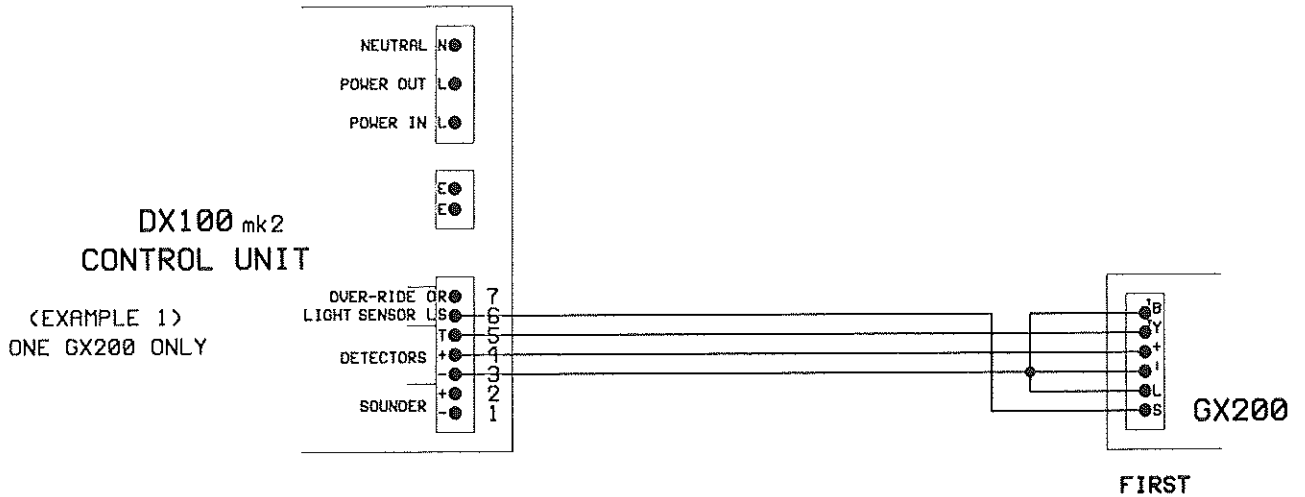 NEUTRAL N
POWER OUT L
POWER IN L
E
E
DX100 mk2
CONTROL UNIT
(EXAMPLE 1)
ONE GX200 ONLY
OVER-RIDE OR 7
LIGHT SENSOR LS 6
T 5
DETECTORS + 4
- 3
+ 2
SOUNDER
- 1
B
Y
+
-
L
S
GX200
FIRST